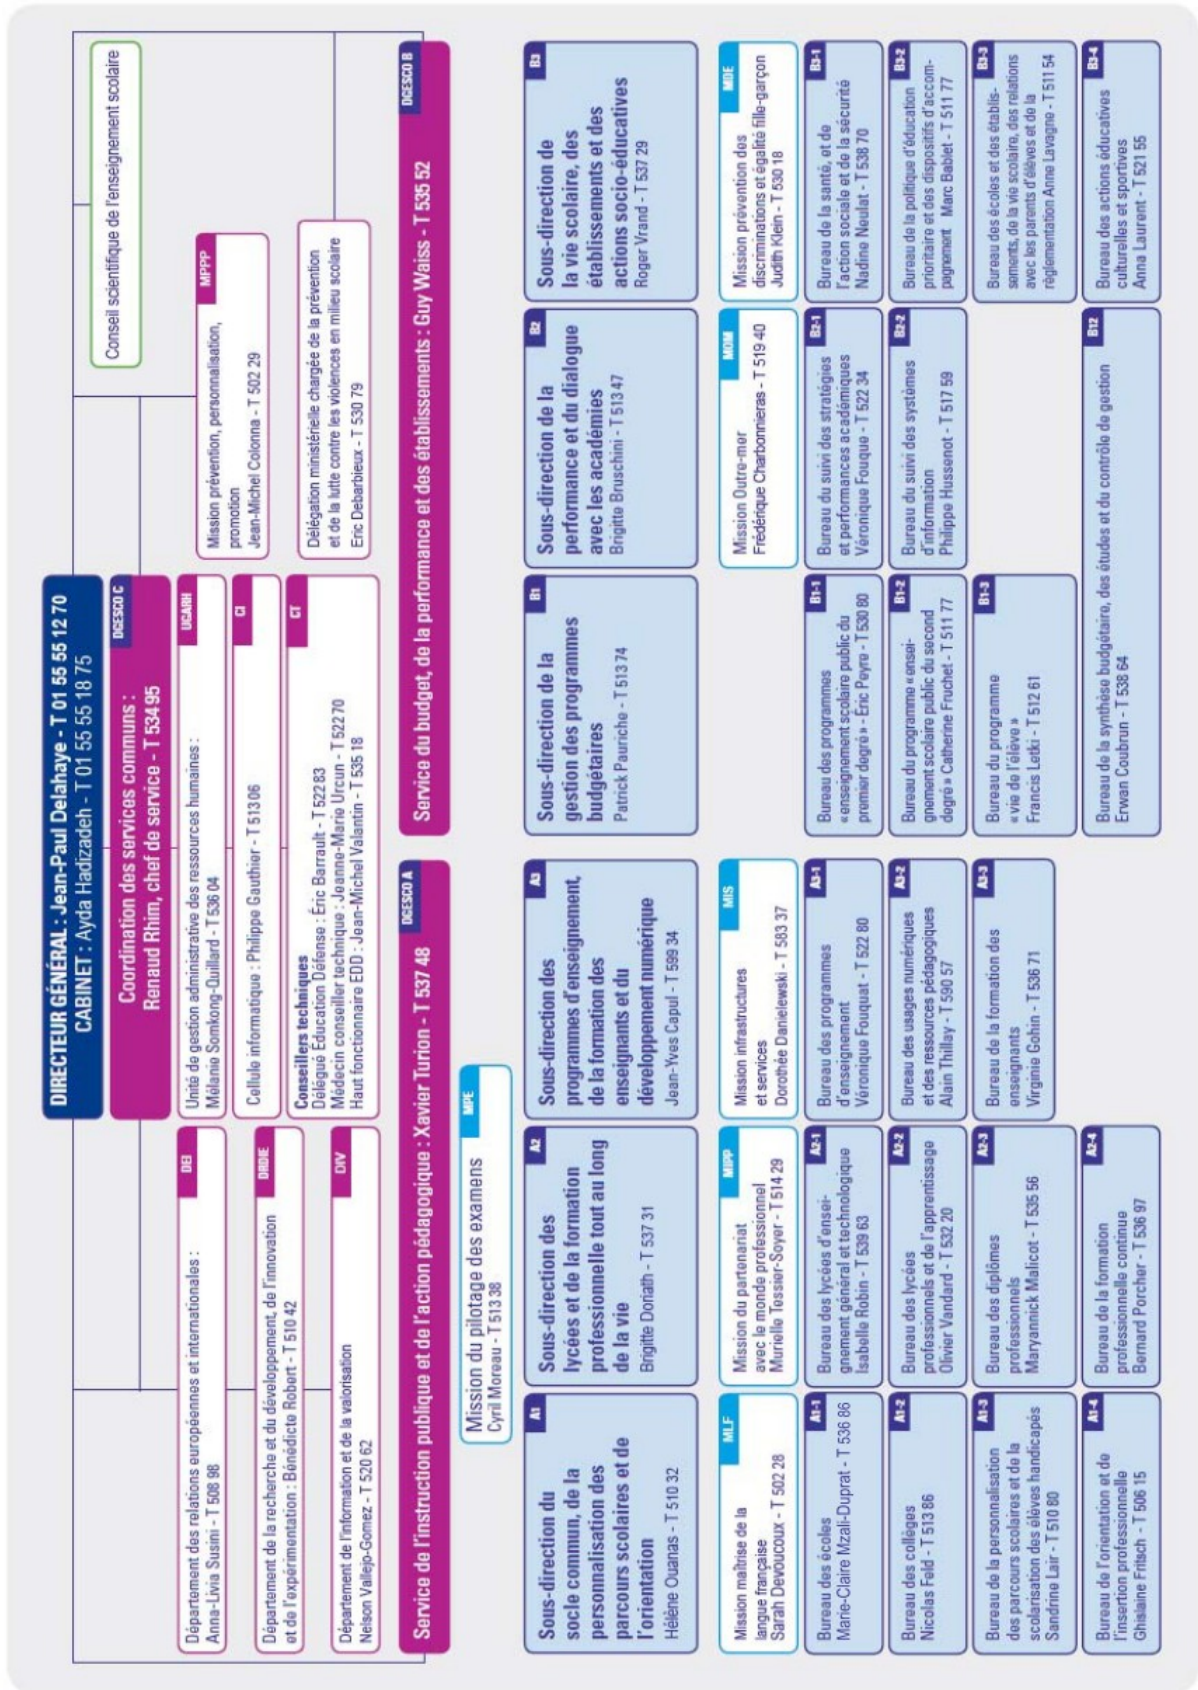 DIRECTEUR GÉNÉRAL : Jean-Paul Delahaye - T 01 55 55 12 70
CABINET : Ayda Hadizadeh - T 01 55 55 18 75
Conseil scientifique de l'enseignement scolaire
DGESCO C
Coordination des services communs :
Renaud Rhim, chef de service - T 534 95
DEI
Département des relations européennes et internationales :
Anna-Livia Susini - T 508 98
DRDIE
Département de la recherche et du développement, de l'innovation
et de l'expérimentation : Bénédicte Robert - T 510 42
DIV
Département de l'information et de la valorisation
Nelson Vallejo-Gomez - T 520 62
UGARH
Unité de gestion administrative des ressources humaines :
Mélanie Somkong-Quillard - T 536 04
CI
Cellule informatique : Philippe Gauthier - T 513 06
CT
Conseillers techniques
Délégué Éducation Défense : Éric Barrault - T 522 83
Médecin conseiller technique : Jeanne-Marie Urcun - T 522 70
Haut fonctionnaire EDD : Jean-Michel Valantin - T 535 18
MPPP
Mission prévention, personnalisation,
promotion
Jean-Michel Colonna - T 502 29
Délégation ministérielle chargée de la prévention
et de la lutte contre les violences en milieu scolaire
Eric Debarbieux - T 530 79
DGESCO A
Service de l'instruction publique et de l'action pédagogique : Xavier Turion - T 537 48
DGESCO B
Service du budget, de la performance et des établissements : Guy Waiss - T 535 52
MPE
Mission du pilotage des examens
Cyril Moreau - T 513 38
A1
Sous-direction du
socle commun, de la
personnalisation des
parcours scolaires et de
l'orientation
Hélène Ouanas - T 510 32
A2
Sous-direction des
lycées et de la formation
professionnelle tout au long
de la vie
Brigitte Doriath - T 537 31
A3
Sous-direction des
programmes d'enseignement,
de la formation des
enseignants et du
développement numérique
Jean-Yves Capul - T 599 34
B1
Sous-direction de la
gestion des programmes
budgétaires
Patrick Pauriche - T 513 74
B2
Sous-direction de la
performance et du dialogue
avec les académies
Brigitte Bruschini - T 513 47
B3
Sous-direction de
la vie scolaire, des
établissements et des
actions socio-éducatives
Roger Vrand - T 537 29
MLF
Mission maîtrise de la
langue française
Sarah Devoucoux - T 502 28
MIPP
Mission du partenariat
avec le monde professionnel
Murielle Tessier-Soyer - T 514 29
MIS
Mission infrastructures
et services
Dorothée Danielewski - T 583 37
MOM
Mission Outre-mer
Frédérique Charbonnieras - T 519 40
MDE
Mission prévention des
discriminations et égalité fille-garçon
Judith Klein - T 530 18
A1-1
Bureau des écoles
Marie-Claire Mzali-Duprat - T 536 86
A2-1
Bureau des lycées d'ensei-
gnement général et technologique
Isabelle Robin - T 539 63
A3-1
Bureau des programmes
d'enseignement
Véronique Fouquat - T 522 80
B1-1
Bureau des programmes
« enseignement scolaire public du
premier degré » - Éric Peyre - T 530 80
B2-1
Bureau du suivi des stratégies
et performances académiques
Véronique Fouque - T 522 34
B3-1
Bureau de la santé, et de
l'action sociale et de la sécurité
Nadine Neulat - T 538 70
A1-2
Bureau des collèges
Nicolas Feld - T 513 86
A2-2
Bureau des lycées
professionnels et de l'apprentissage
Olivier Vandard - T 532 20
A3-2
Bureau des usages numériques
et des ressources pédagogiques
Alain Thillay - T 590 57
B1-2
Bureau du programme « ensei-
gnement scolaire public du second
degré » Catherine Fruchet - T 511 77
B2-2
Bureau du suivi des systèmes
d'information
Philippe Hussenot - T 517 59
B3-2
Bureau de la politique d'éducation
prioritaire et des dispositifs d'accom-
pagnement Marc Bablet - T 511 77
A1-3
Bureau de la personnalisation
des parcours scolaires et de la
scolarisation des élèves handicapés
Sandrine Lair - T 510 80
A2-3
Bureau des diplômes
professionnels
Maryannick Malicot - T 535 56
A3-3
Bureau de la formation des
enseignants
Virginie Gohin - T 536 71
B1-3
Bureau du programme
« vie de l'élève »
Francis Letki - T 512 61
B3-3
Bureau des écoles et des établis-
sements, de la vie scolaire, des relations
avec les parents d'élèves et de la
règlementation Anne Lavagne - T 511 54
A1-4
Bureau de l'orientation et de
l'insertion professionnelle
Ghislaine Fritsch - T 506 15
A2-4
Bureau de la formation
professionnelle continue
Bernard Porcher - T 536 97
B12
Bureau de la synthèse budgétaire, des études et du contrôle de gestion
Erwan Coubrun - T 538 64
B3-4
Bureau des actions éducatives
culturelles et sportives
Anna Laurent - T 521 55